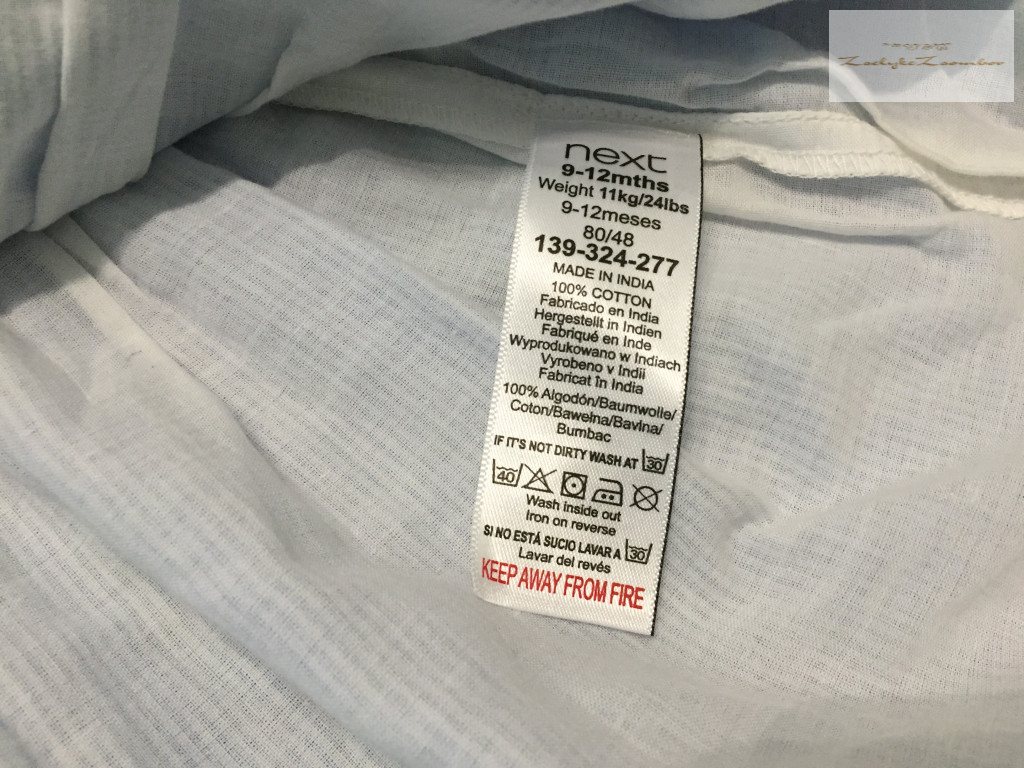 next
9-12mths
Weight 11kg/24lbs
9-12meses
80/48
139-324-277
MADE IN INDIA
100% COTTON
Fabricado en India
Hergestellt in Indien
Fabriqué en Inde
Wyprodukowano w Indiach
Vyrobeno v Indii
Fabricat în India
100% Algodón/Baumwolle/
Coton/Bawełna/Bavlna/
Bumbac
IF IT'S NOT DIRTY WASH AT 30
40
Wash inside out
Iron on reverse
SI NO ESTÁ SUCIO LAVAR A 30
Lavar del revés
KEEP AWAY FROM FIRE